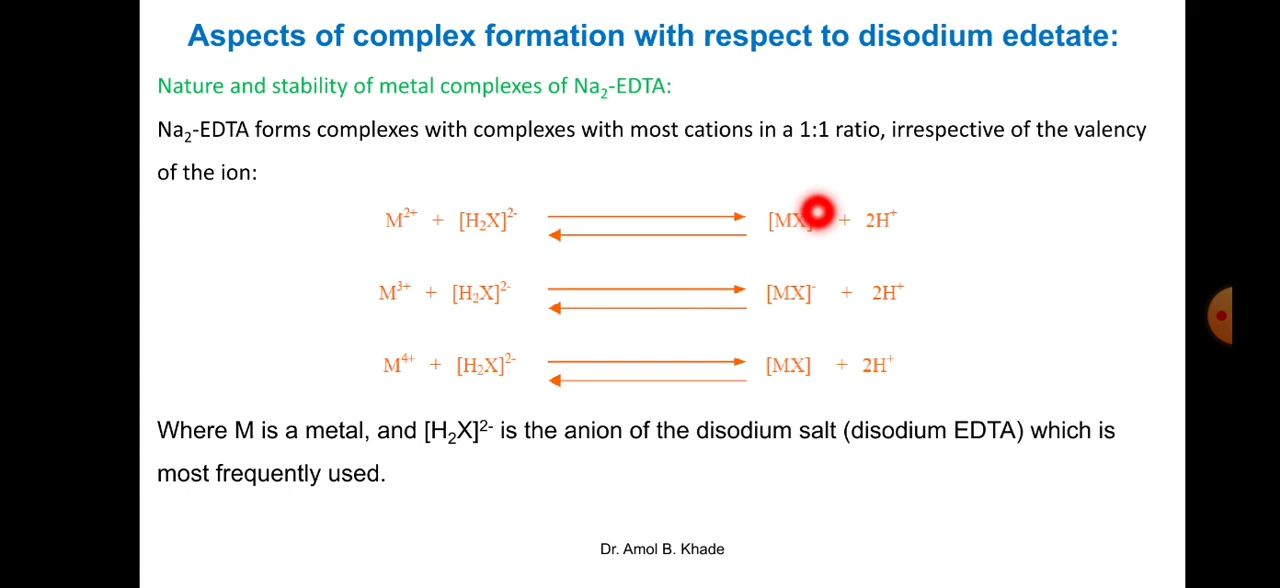 Aspects of complex formation with respect to disodium edetate:
Nature and stability of metal complexes of Na₂-EDTA:
Na₂-EDTA forms complexes with complexes with most cations in a 1:1 ratio, irrespective of the valency
of the ion:
M²⁺ + [H₂X]²⁻ [MX] + 2H⁺
M³⁺ + [H₂X]²⁻ [MX]⁻ + 2H⁺
M⁴⁺ + [H₂X]²⁻ [MX] + 2H⁺
Where M is a metal, and [H₂X]²⁻ is the anion of the disodium salt (disodium EDTA) which is
most frequently used.
Dr. Amol B. Khade